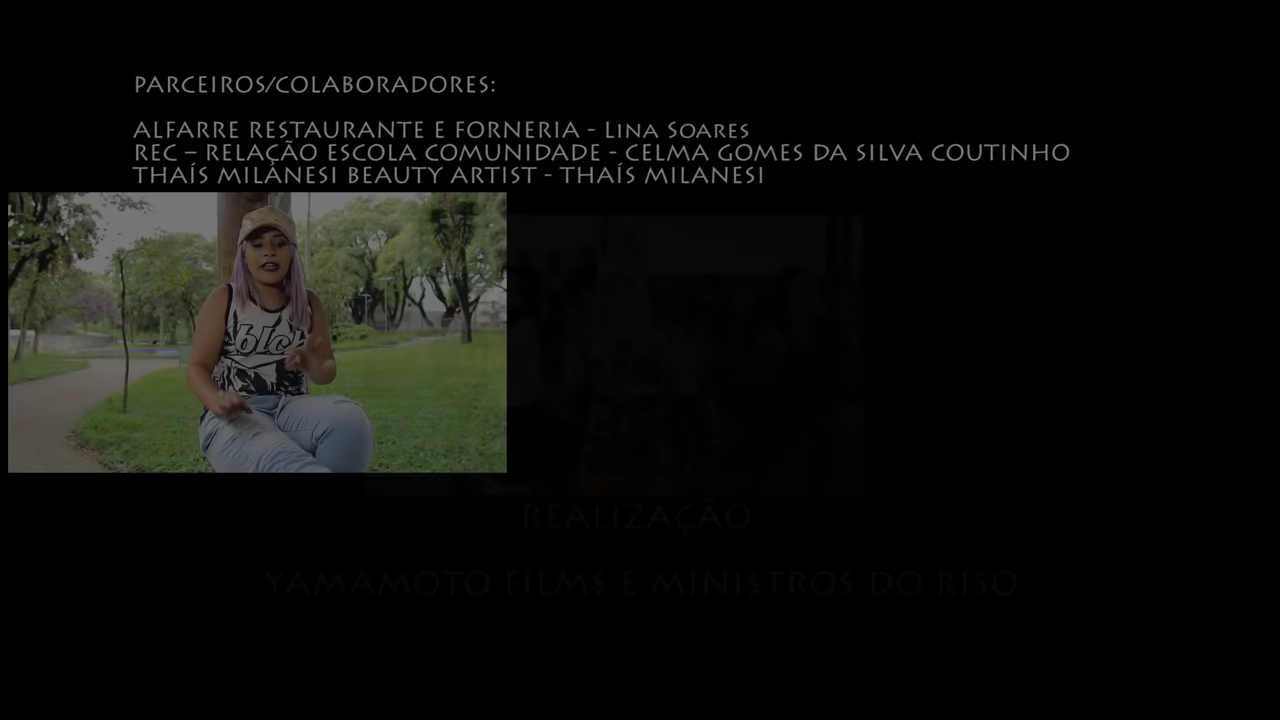 PARCEIROS/COLABORADORES:
ALFARRE RESTAURANTE E FORNERIA - LINA SOARES
REC – RELAÇÃO ESCOLA COMUNIDADE - CELMA GOMES DA SILVA COUTINHO
THAÍS MILANESI BEAUTY ARTIST - THAÍS MILANESI
blck
REALIZAÇÃO:
YAMAMOTO FILMS E MINISTROS DO RISO